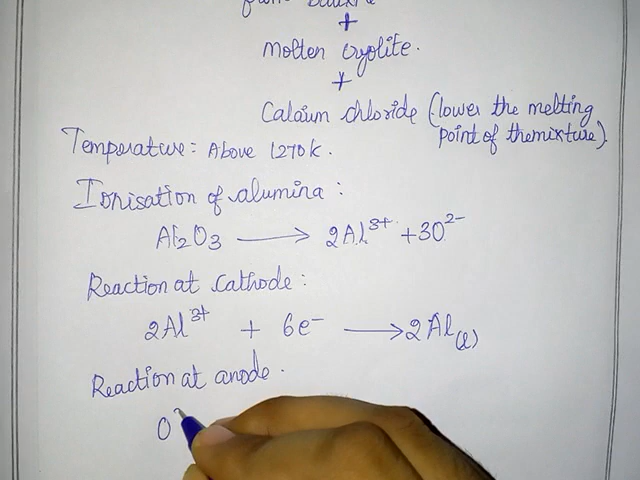 +
Molten cryolite.
+
Calcium chloride (lower the melting
point of the mixture).
Temperature: Above 1270K.
Ionisation of alumina:
Al2O3 → 2Al³⁺ + 3O²⁻
Reaction at Cathode:
2Al³⁺ + 6e⁻ → 2Al(l)
Reaction at anode.
O